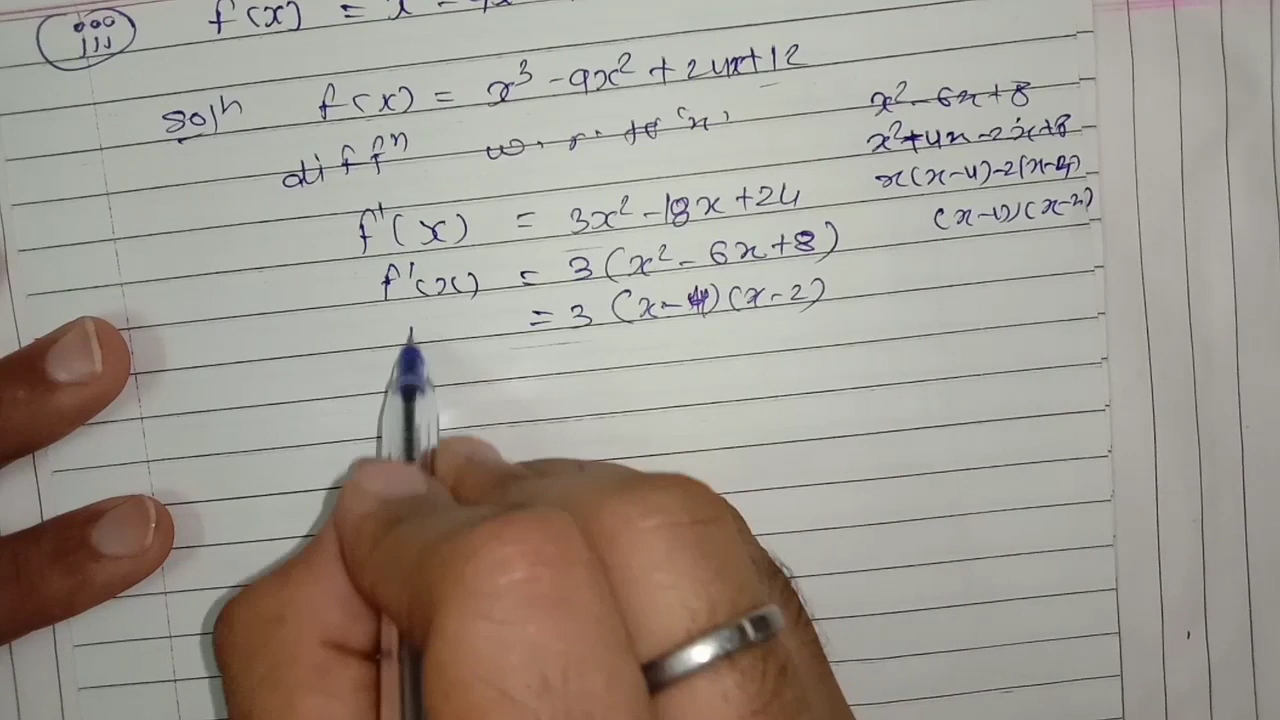 iii f(x) = x
soln f(x) = x³ - 9x² + 24x + 12
diffn w.r. to 'x'
f'(x) = 3x² - 18x + 24
f'(x) = 3(x² - 6x + 8)
= 3(x - 4)(x - 2)
x² - 6x + 8
x² + 4x - 2x + 8
x(x-4)-2(x-4)
(x-4)(x-2)